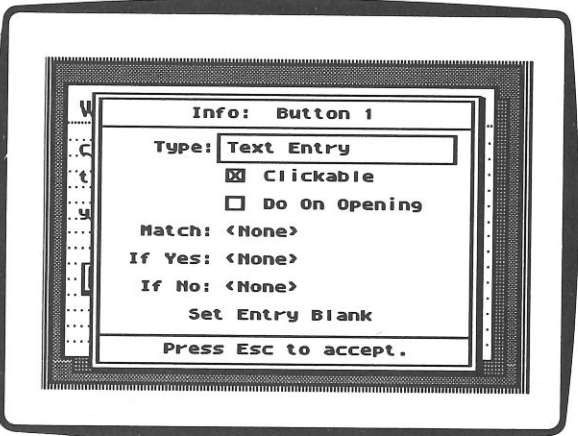 Info: Button 1
Type: Text Entry
Clickable
Do On Opening
Match: <None>
If Yes: <None>
If No: <None>
Set Entry Blank
Press Esc to accept.